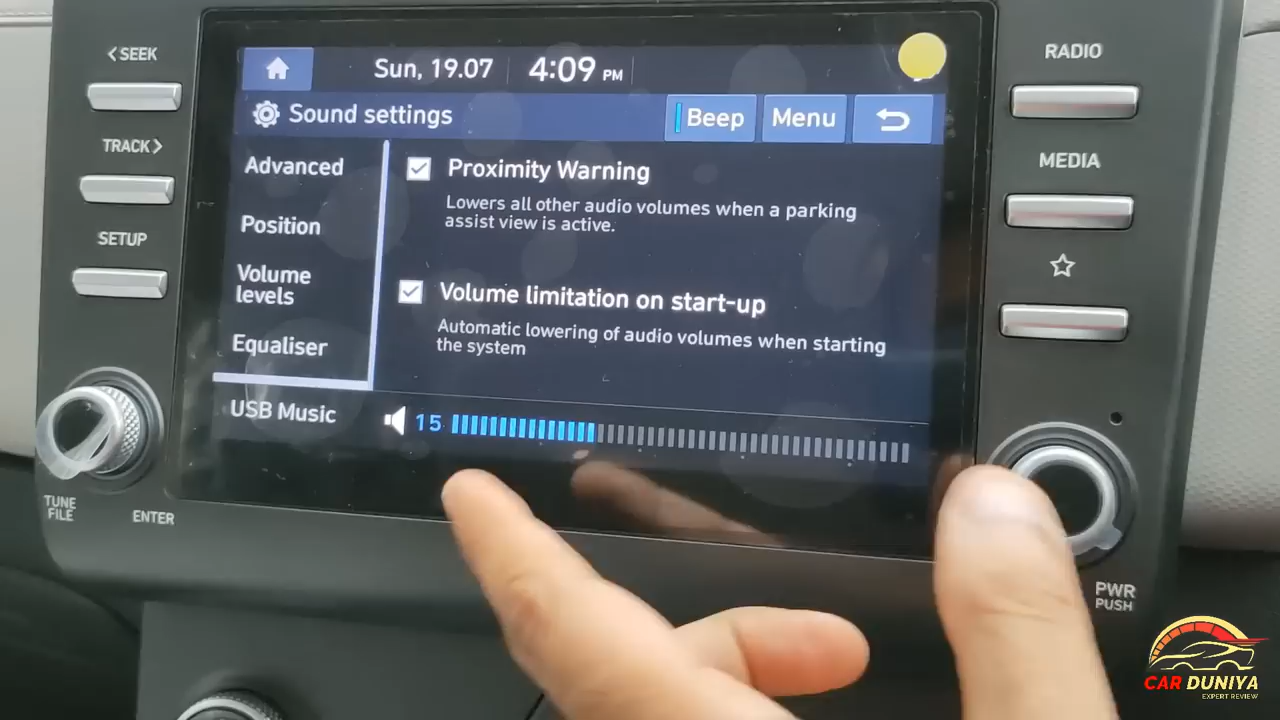 SEEK
TRACK
SETUP
TUNE
FILE
ENTER
Sun, 19.07
4:09 PM
Sound settings
Beep
Menu
Advanced
Position
Volume
levels
Equaliser
Proximity Warning
Lowers all other audio volumes when a parking
assist view is active.
Volume limitation on start-up
Automatic lowering of audio volumes when starting
the system
USB Music
15
RADIO
MEDIA
PWR
PUSH
CAR DUNIYA
EXPERT REVIEW